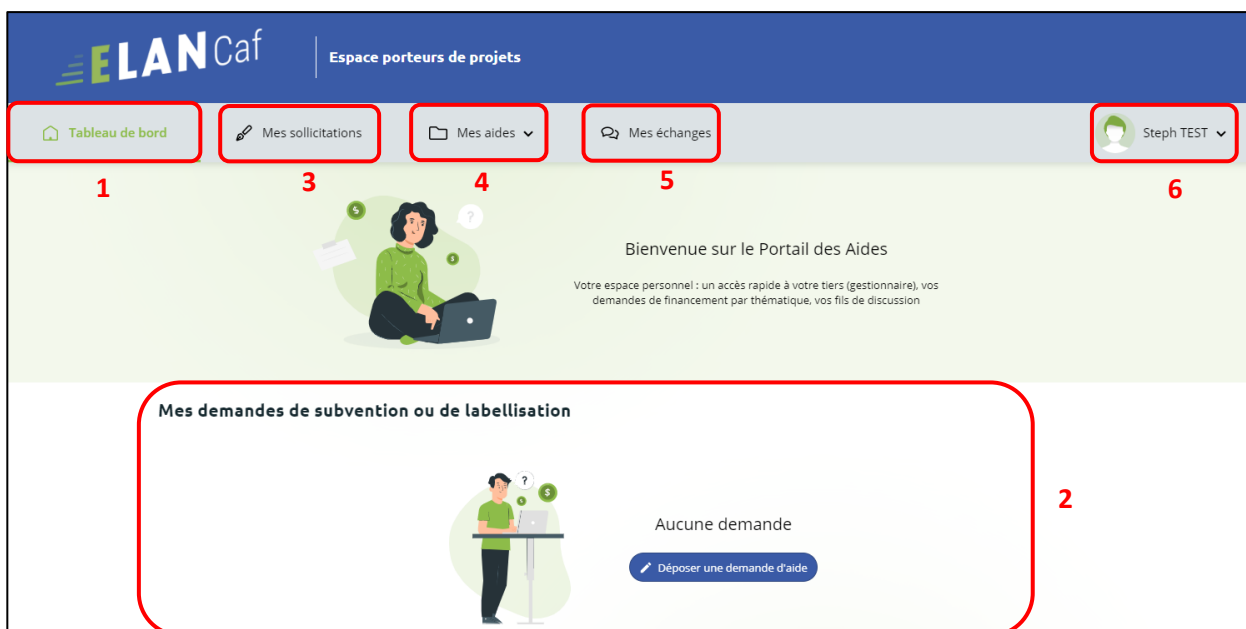 ELAN Caf
Espace porteurs de projets
Tableau de bord
Mes sollicitations
Mes aides
Mes échanges
Steph TEST
1
3
4
5
6
?
$
$
$
Bienvenue sur le Portail des Aides
Votre espace personnel : un accès rapide à votre tiers (gestionnaire), vos
demandes de financement par thématique, vos fils de discussion
Mes demandes de subvention ou de labellisation
?
$
$
2
Aucune demande
Déposer une demande d'aide